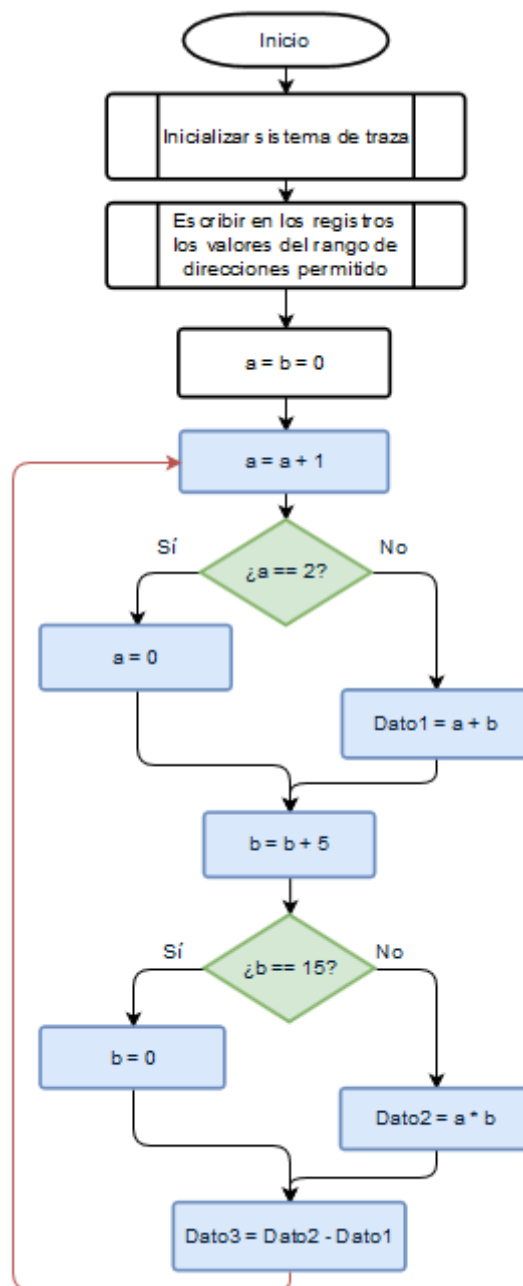 Inicio
Inicializar sistema de traza
Escribir en los registros
los valores del rango de
direcciones permitido
a = b = 0
a = a + 1
¿a == 2?
Sí
No
a = 0
Dato1 = a + b
b = b + 5
¿b == 15?
Sí
No
b = 0
Dato2 = a * b
Dato3 = Dato2 - Dato1